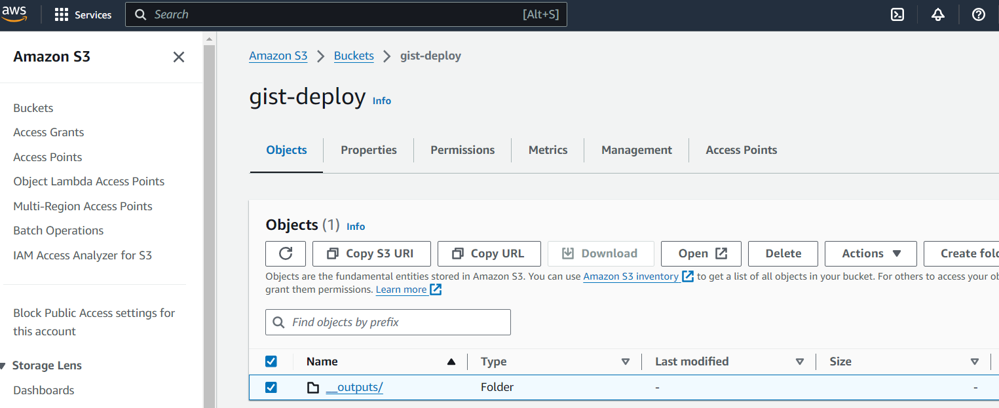 aws
Services
Search [Alt+S]
Amazon S3
Buckets
Access Grants
Access Points
Object Lambda Access Points
Multi-Region Access Points
Batch Operations
IAM Access Analyzer for S3
Block Public Access settings for
this account
Storage Lens
Dashboards
Amazon S3 > Buckets > gist-deploy
gist-deploy Info
Objects Properties Permissions Metrics Management Access Points
Objects (1) Info
Copy S3 URI Copy URL Download Open Delete Actions Create
Objects are the fundamental entities stored in Amazon S3. You can use Amazon S3 inventory to get a list of all objects in your bucket. For others to access your
grant them permissions. Learn more
Find objects by prefix
Name Type Last modified Size
__outputs/ Folder - -